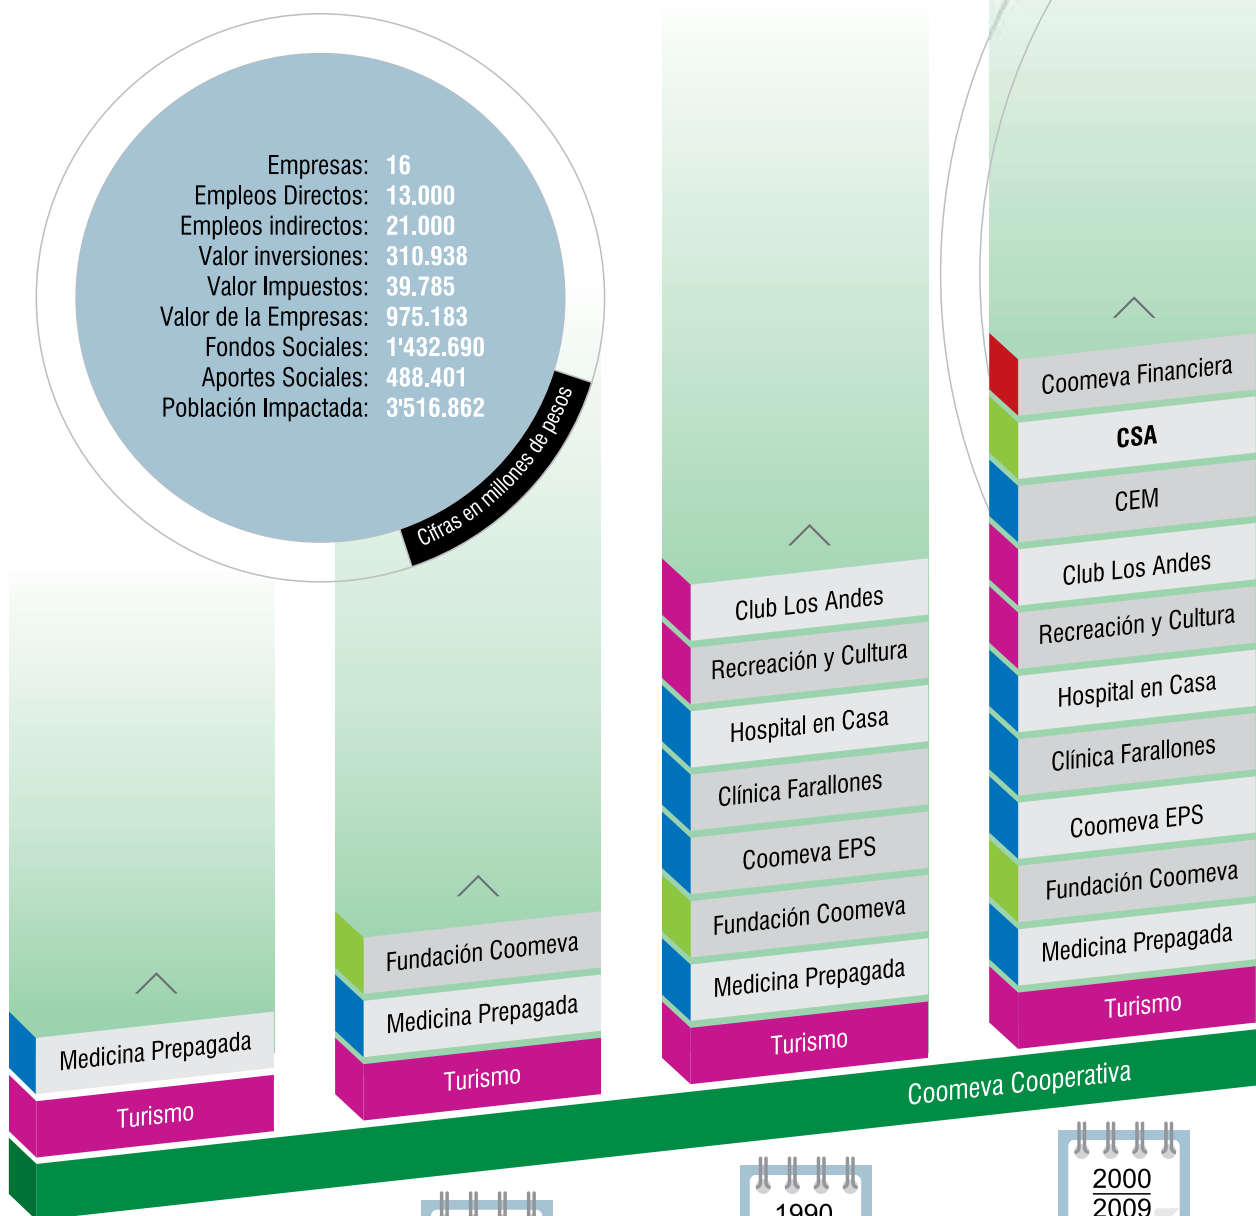 Empresas: 16
Empleos Directos: 13.000
Empleos indirectos: 21.000
Valor inversiones: 310.938
Valor Impuestos: 39.785
Valor de la Empresas: 975.183
Fondos Sociales: 1'432.690
Aportes Sociales: 488.401
Población Impactada: 3'516.862
Cifras en millones de pesos
Medicina Prepagada
Turismo
Fundación Coomeva
Medicina Prepagada
Turismo
Club Los Andes
Recreación y Cultura
Hospital en Casa
Clínica Farallones
Coomeva EPS
Fundación Coomeva
Medicina Prepagada
Turismo
Coomeva Financiera
CSA
CEM
Club Los Andes
Recreación y Cultura
Hospital en Casa
Clínica Farallones
Coomeva EPS
Fundación Coomeva
Medicina Prepagada
Turismo
Coomeva Cooperativa
1990
2000
2009